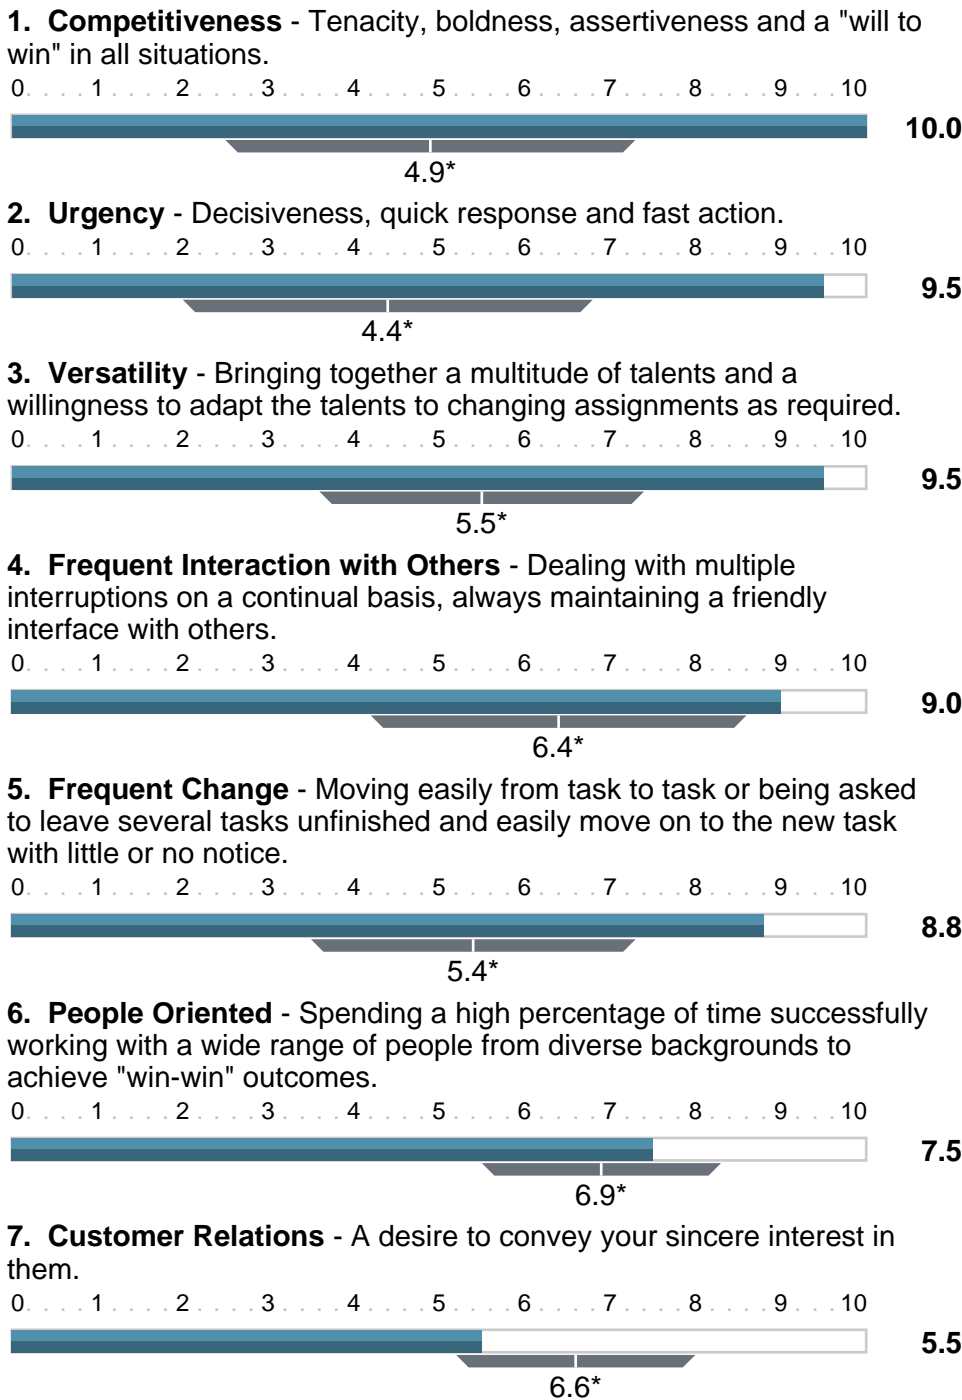 1. Competitiveness - Tenacity, boldness, assertiveness and a "will to
win" in all situations.
0. . . . 1 . . . . 2 . . . . 3 . . . . 4 . . . . 5 . . . . 6 . . . . 7 . . . . 8 . . . . 9 . . . 10
10.0
4.9*
2. Urgency - Decisiveness, quick response and fast action.
0. . . . 1 . . . . 2 . . . . 3 . . . . 4 . . . . 5 . . . . 6 . . . . 7 . . . . 8 . . . . 9 . . . 10
9.5
4.4*
3. Versatility - Bringing together a multitude of talents and a
willingness to adapt the talents to changing assignments as required.
0. . . . 1 . . . . 2 . . . . 3 . . . . 4 . . . . 5 . . . . 6 . . . . 7 . . . . 8 . . . . 9 . . . 10
9.5
5.5*
4. Frequent Interaction with Others - Dealing with multiple
interruptions on a continual basis, always maintaining a friendly
interface with others.
0. . . . 1 . . . . 2 . . . . 3 . . . . 4 . . . . 5 . . . . 6 . . . . 7 . . . . 8 . . . . 9 . . . 10
9.0
6.4*
5. Frequent Change - Moving easily from task to task or being asked
to leave several tasks unfinished and easily move on to the new task
with little or no notice.
0. . . . 1 . . . . 2 . . . . 3 . . . . 4 . . . . 5 . . . . 6 . . . . 7 . . . . 8 . . . . 9 . . . 10
8.8
5.4*
6. People Oriented - Spending a high percentage of time successfully
working with a wide range of people from diverse backgrounds to
achieve "win-win" outcomes.
0. . . . 1 . . . . 2 . . . . 3 . . . . 4 . . . . 5 . . . . 6 . . . . 7 . . . . 8 . . . . 9 . . . 10
7.5
6.9*
7. Customer Relations - A desire to convey your sincere interest in
them.
0. . . . 1 . . . . 2 . . . . 3 . . . . 4 . . . . 5 . . . . 6 . . . . 7 . . . . 8 . . . . 9 . . . 10
5.5
6.6*